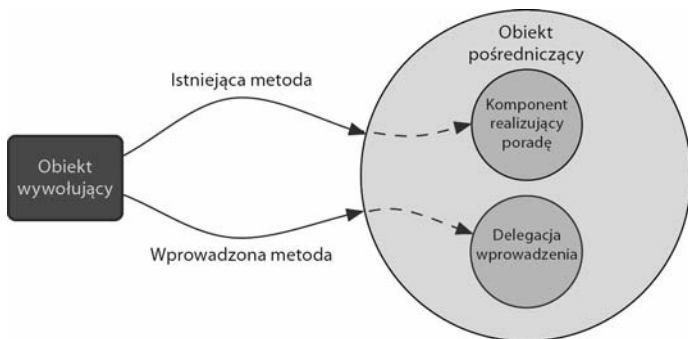 Obiekt
pośredniczący
Istniejąca metoda
Komponent
realizujący
poradę
Obiekt
wywołujący
Wprowadzona metoda
Delegacja
wprowadzenia